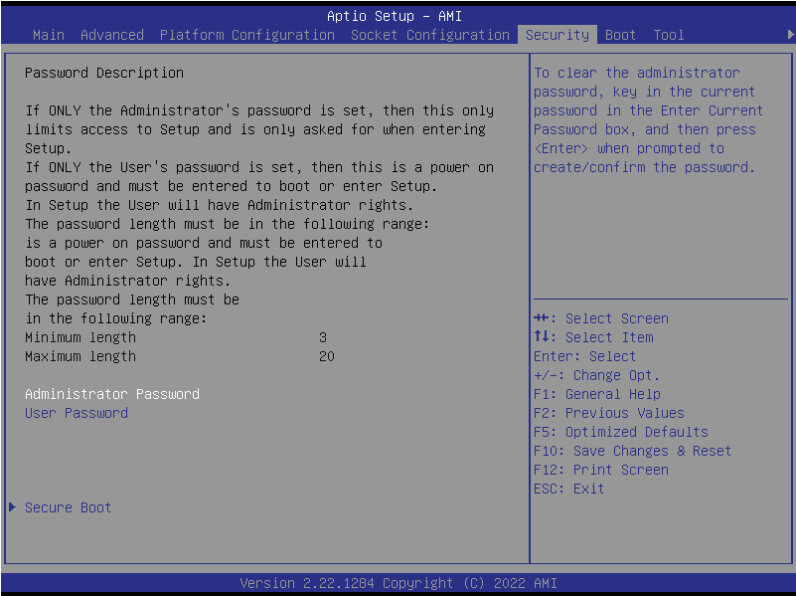 Aptio Setup – AMI
Main Advanced Platform Configuration Socket Configuration Security Boot Tool
Password Description
If ONLY the Administrator's password is set, then this only
limits access to Setup and is only asked for when entering
Setup.
If ONLY the User's password is set, then this is a power on
password and must be entered to boot or enter Setup.
In Setup the User will have Administrator rights.
The password length must be in the following range:
is a power on password and must be entered to
boot or enter Setup. In Setup the User will
have Administrator rights.
The password length must be
in the following range:
Minimum length 3
Maximum length 20
Administrator Password
User Password
Secure Boot
To clear the administrator
password, key in the current
password in the Enter Current
Password box, and then press
<Enter> when prompted to
create/confirm the password.
→←: Select Screen
↑↓: Select Item
Enter: Select
+/-: Change Opt.
F1: General Help
F2: Previous Values
F5: Optimized Defaults
F10: Save Changes & Reset
F12: Print Screen
ESC: Exit
Version 2.22.1284 Copyright (C) 2022 AMI